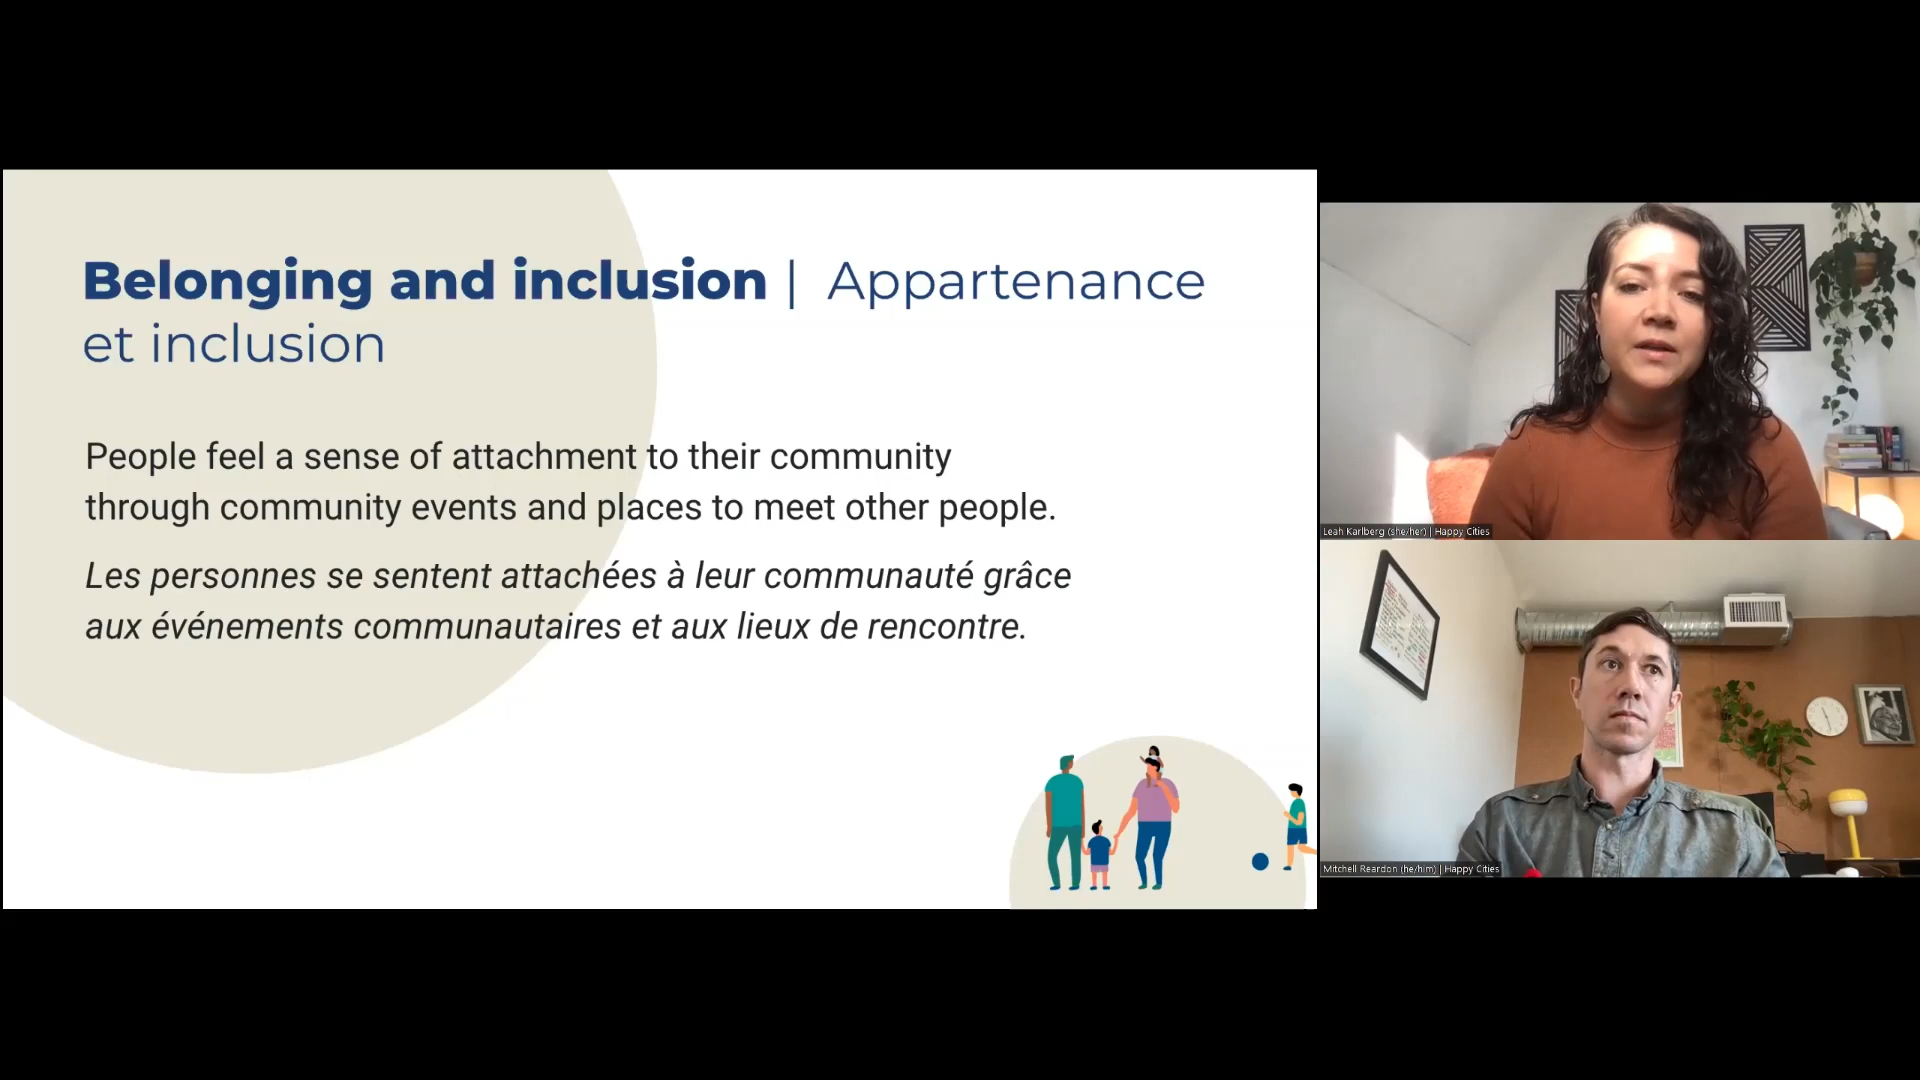 Belonging and inclusion | Appartenance
et inclusion
People feel a sense of attachment to their community
through community events and places to meet other people.
Les personnes se sentent attachées à leur communauté grâce
aux événements communautaires et aux lieux de rencontre.
Leah Karlberg (she/her) | Happy Cities
Mitchell Reardon (he/him) | Happy Cities